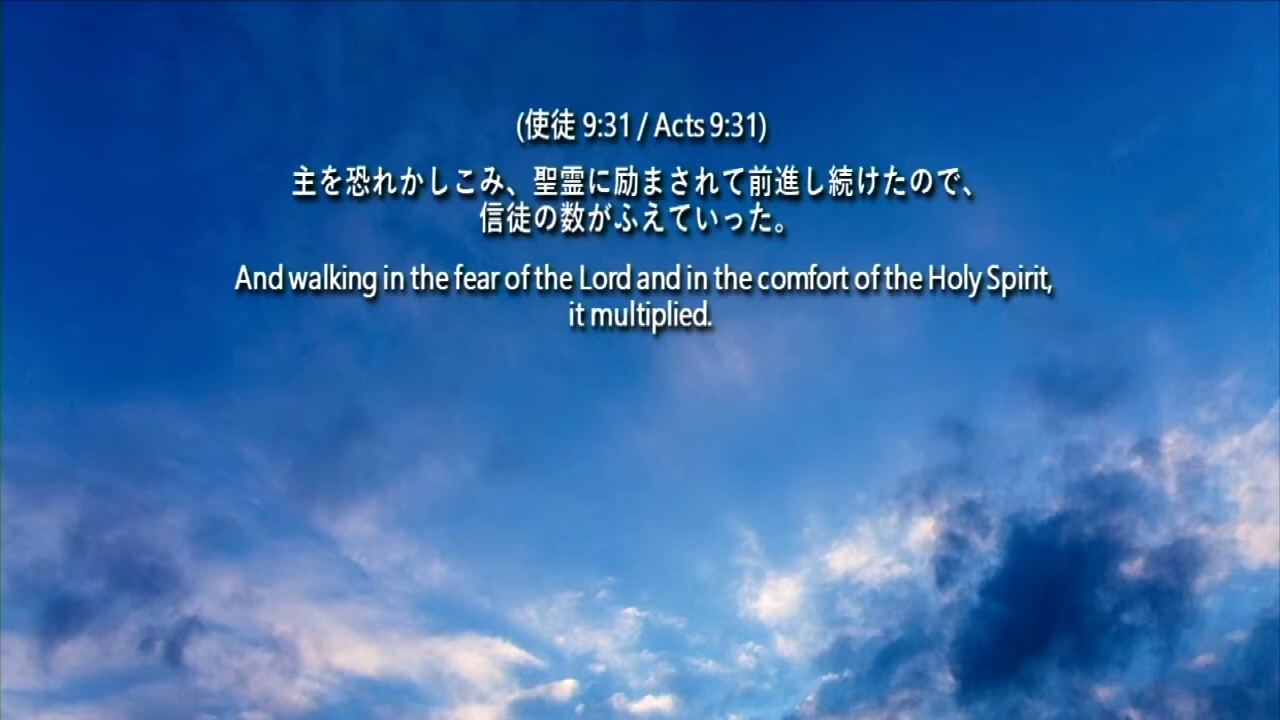 (使徒 9:31 / Acts 9:31)
主を恐れかしこみ、聖霊に励まされて前進し続けたので、
信徒の数がふえていった。
And walking in the fear of the Lord and in the comfort of the Holy Spirit,
it multiplied.